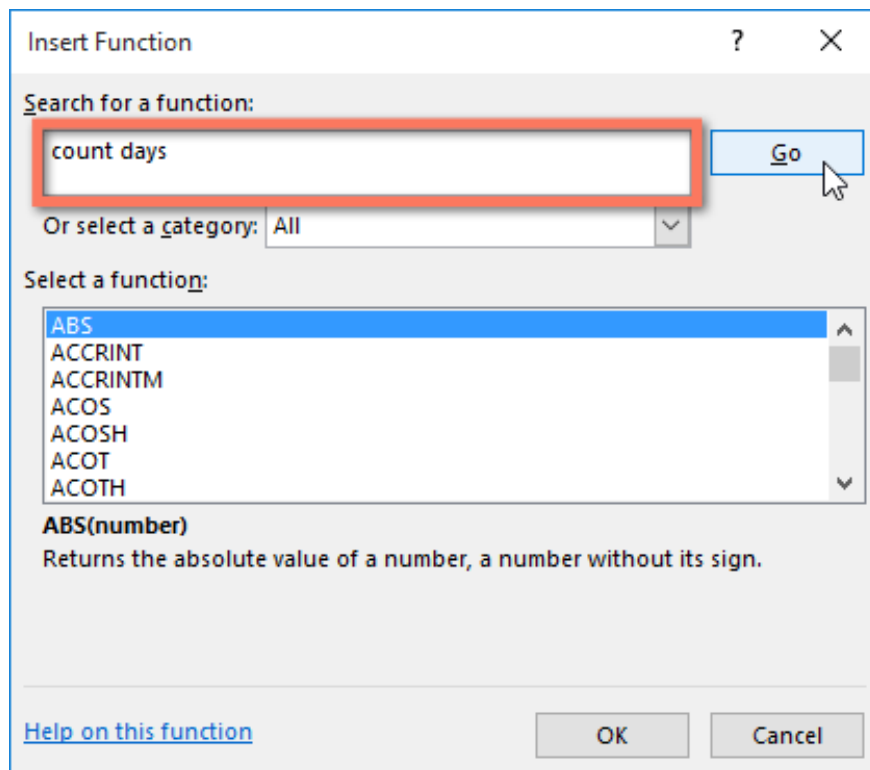 Insert Function ?
Search for a function:
count days
Go
Or select a category: All
Select a function:
ABS
ACCRINT
ACCRINTM
ACOS
ACOSH
ACOT
ACOTH
ABS(number)
Returns the absolute value of a number, a number without its sign.
Help on this function
OK
Cancel